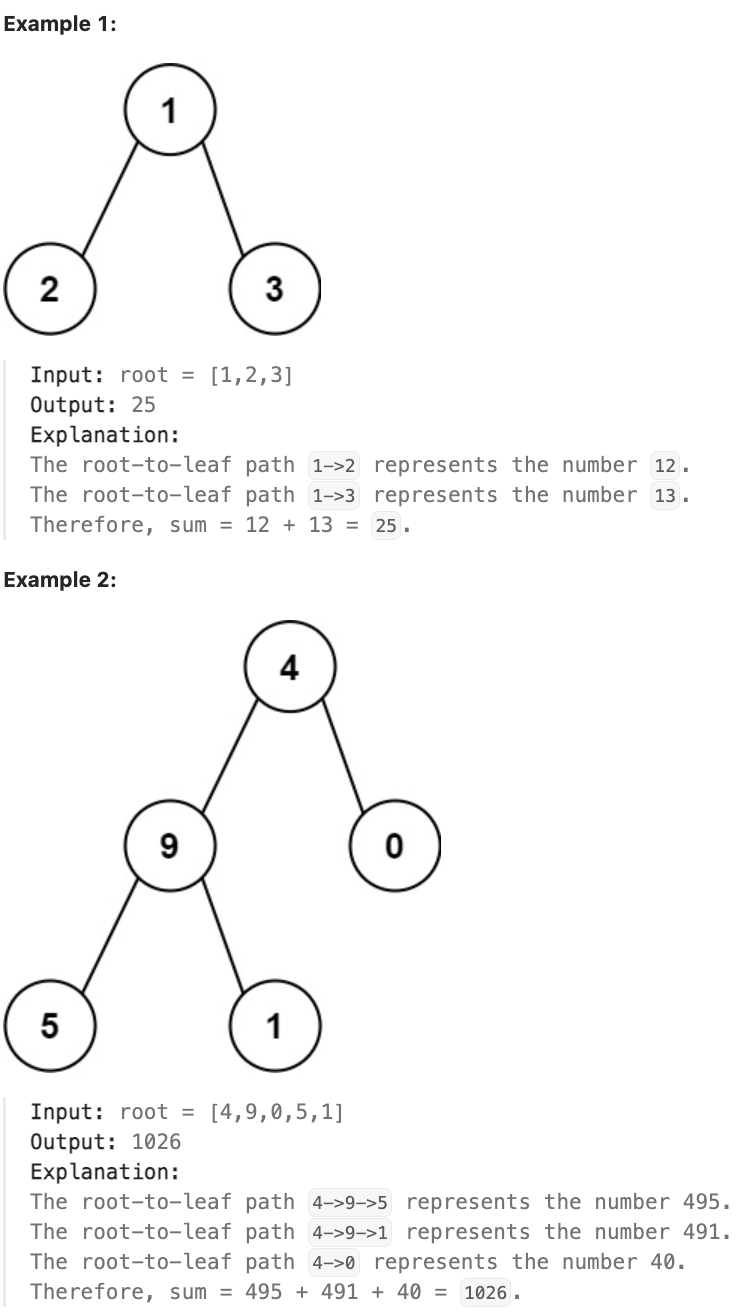 Example 1:
1
2
3
Input: root = [1,2,3]
Output: 25
Explanation:
The root-to-leaf path 1->2 represents the number 12.
The root-to-leaf path 1->3 represents the number 13.
Therefore, sum = 12 + 13 = 25.
Example 2:
4
9
0
5
1
Input: root = [4,9,0,5,1]
Output: 1026
Explanation:
The root-to-leaf path 4->9->5 represents the number 495.
The root-to-leaf path 4->9->1 represents the number 491.
The root-to-leaf path 4->0 represents the number 40.
Therefore, sum = 495 + 491 + 40 = 1026.